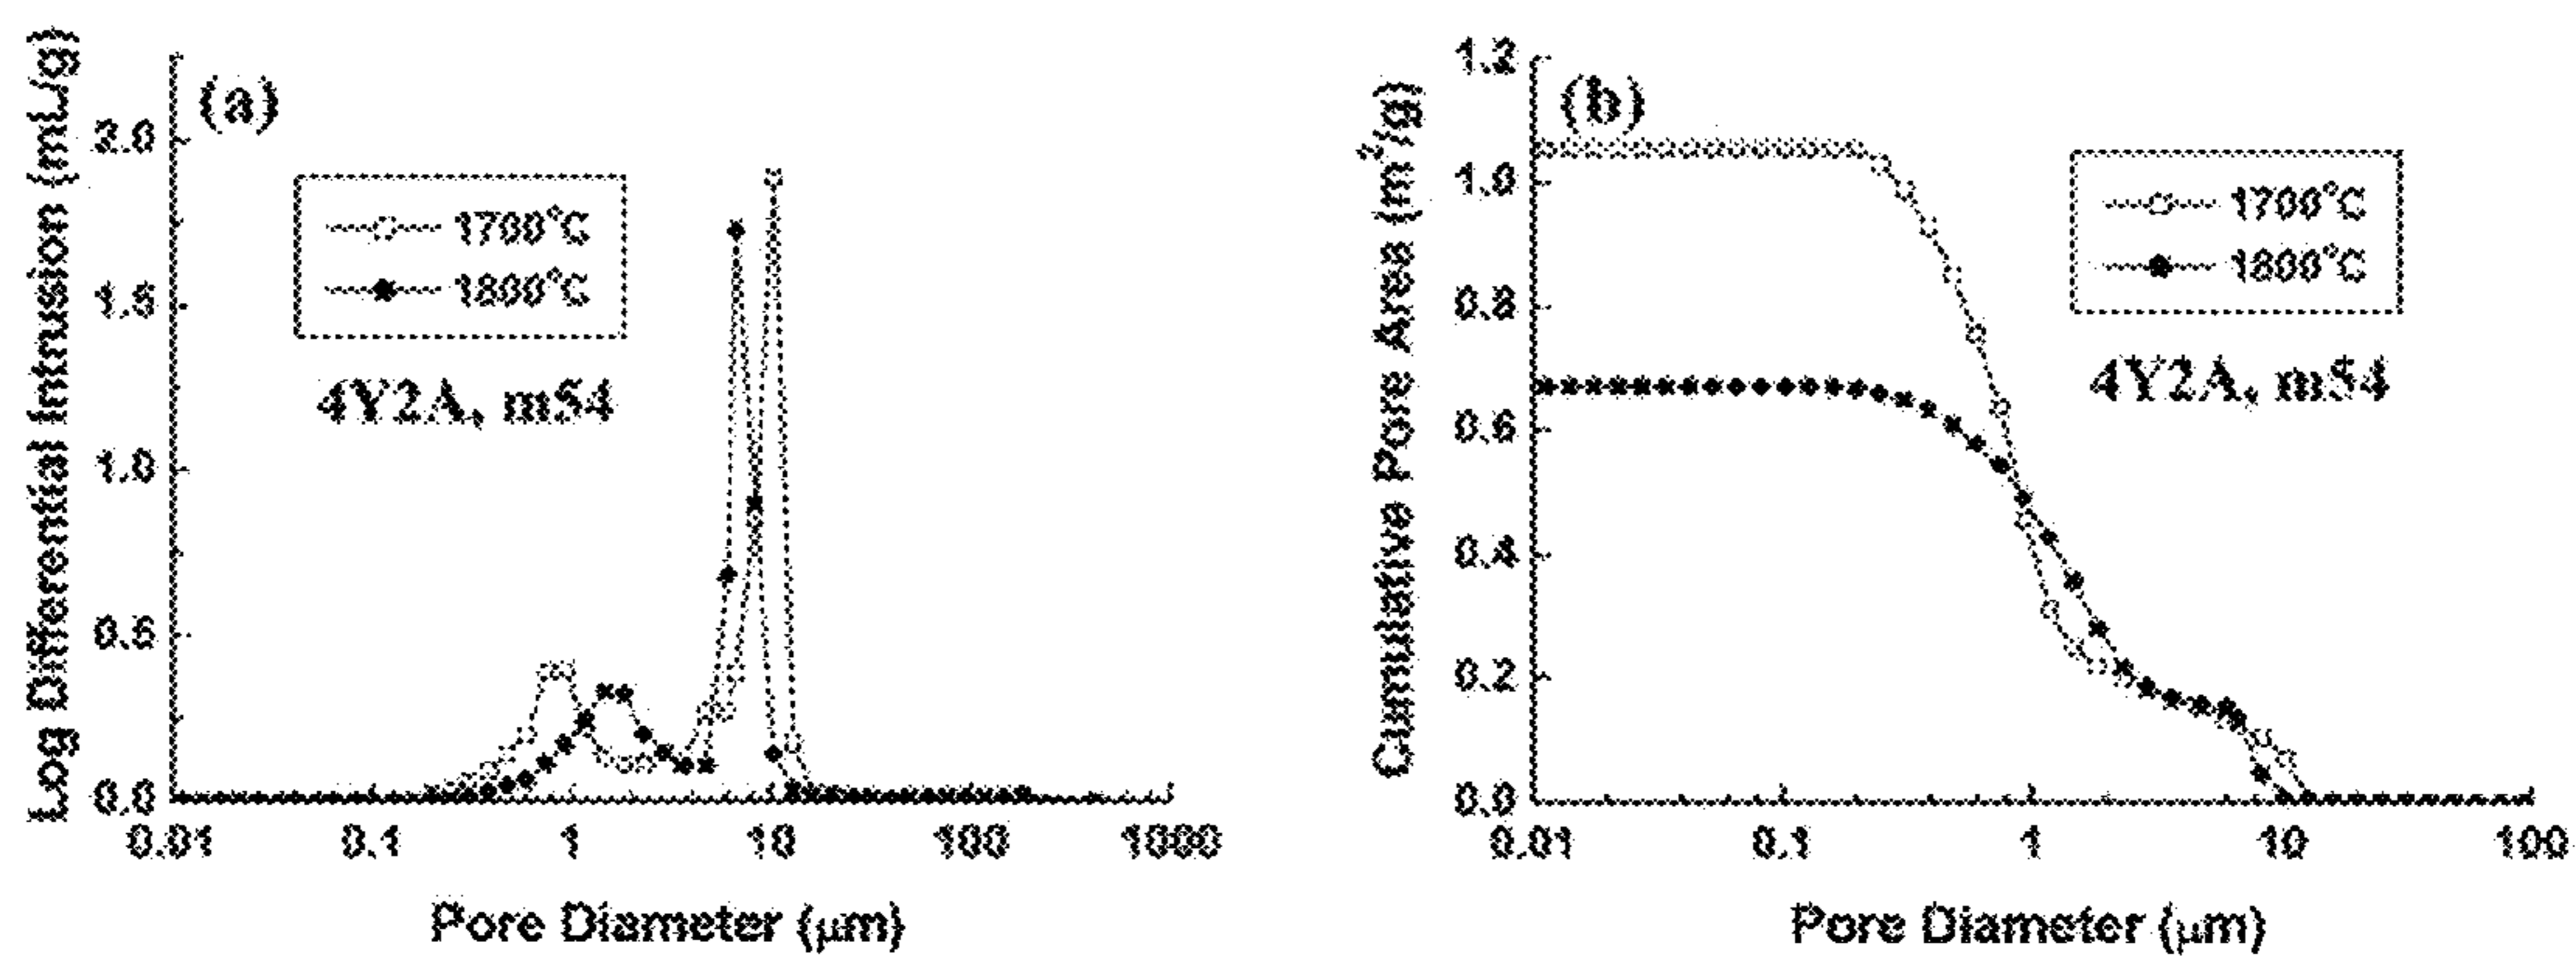 (a)
Log Differential Intrusion (mL/g)
2.0
1.5
1.0
0.5
0.0
1700°C
1800°C
4Y2A, m54
0.01 0.1 1 10 100 1000
Pore Diameter (μm)
(b)
Cumulative Pore Area (m²/g)
1.2
1.0
0.8
0.6
0.4
0.2
0.0
1700°C
1800°C
4Y2A, m54
0.01 0.1 1 10 100
Pore Diameter (μm)